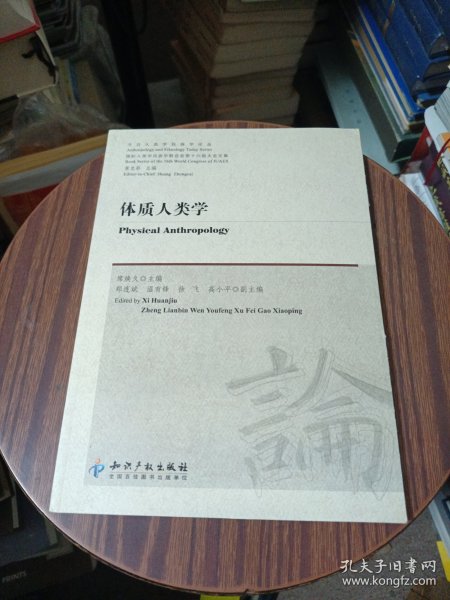 今日人类学民族学论丛
Anthropology and Ethnology Today Series
国际人类学民族学联合会第十六届大会文集
Book Series of the 16th World Congress of IUAES
黄忠彩 总编
Editor-in-Chief Huang Zhongcai
体质人类学
Physical Anthropology
席焕久◎主编
郑连斌 温有锋 徐飞 高小平◎副主编
Edited by Xi Huanjiu
Zheng Lianbin Wen Youfeng Xu Fei Gao Xiaoping
論
知识产权出版社
全国百佳图书出版单位
PRINTS
孔夫子旧书网
www.kongfz.com